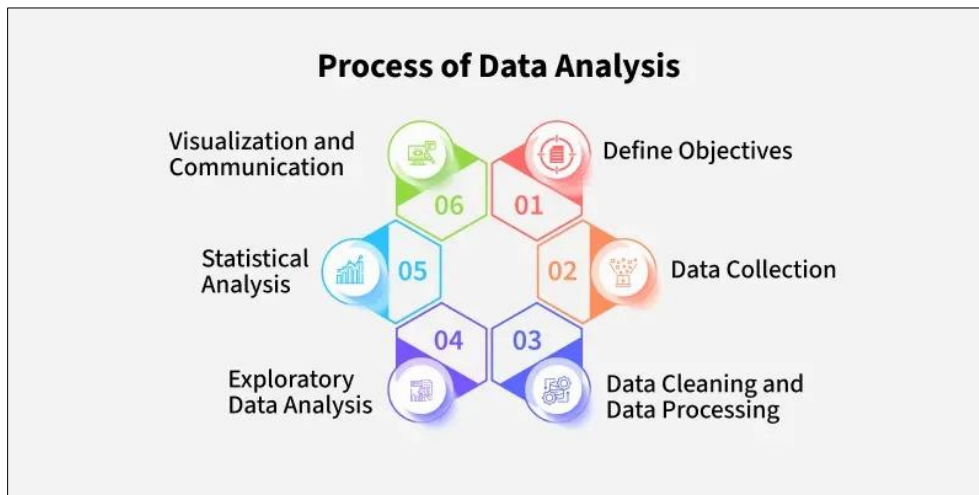 Process of Data Analysis
01
Define Objectives
02
Data Collection
03
Data Cleaning and
Data Processing
04
Exploratory
Data Analysis
05
Statistical
Analysis
06
Visualization and
Communication